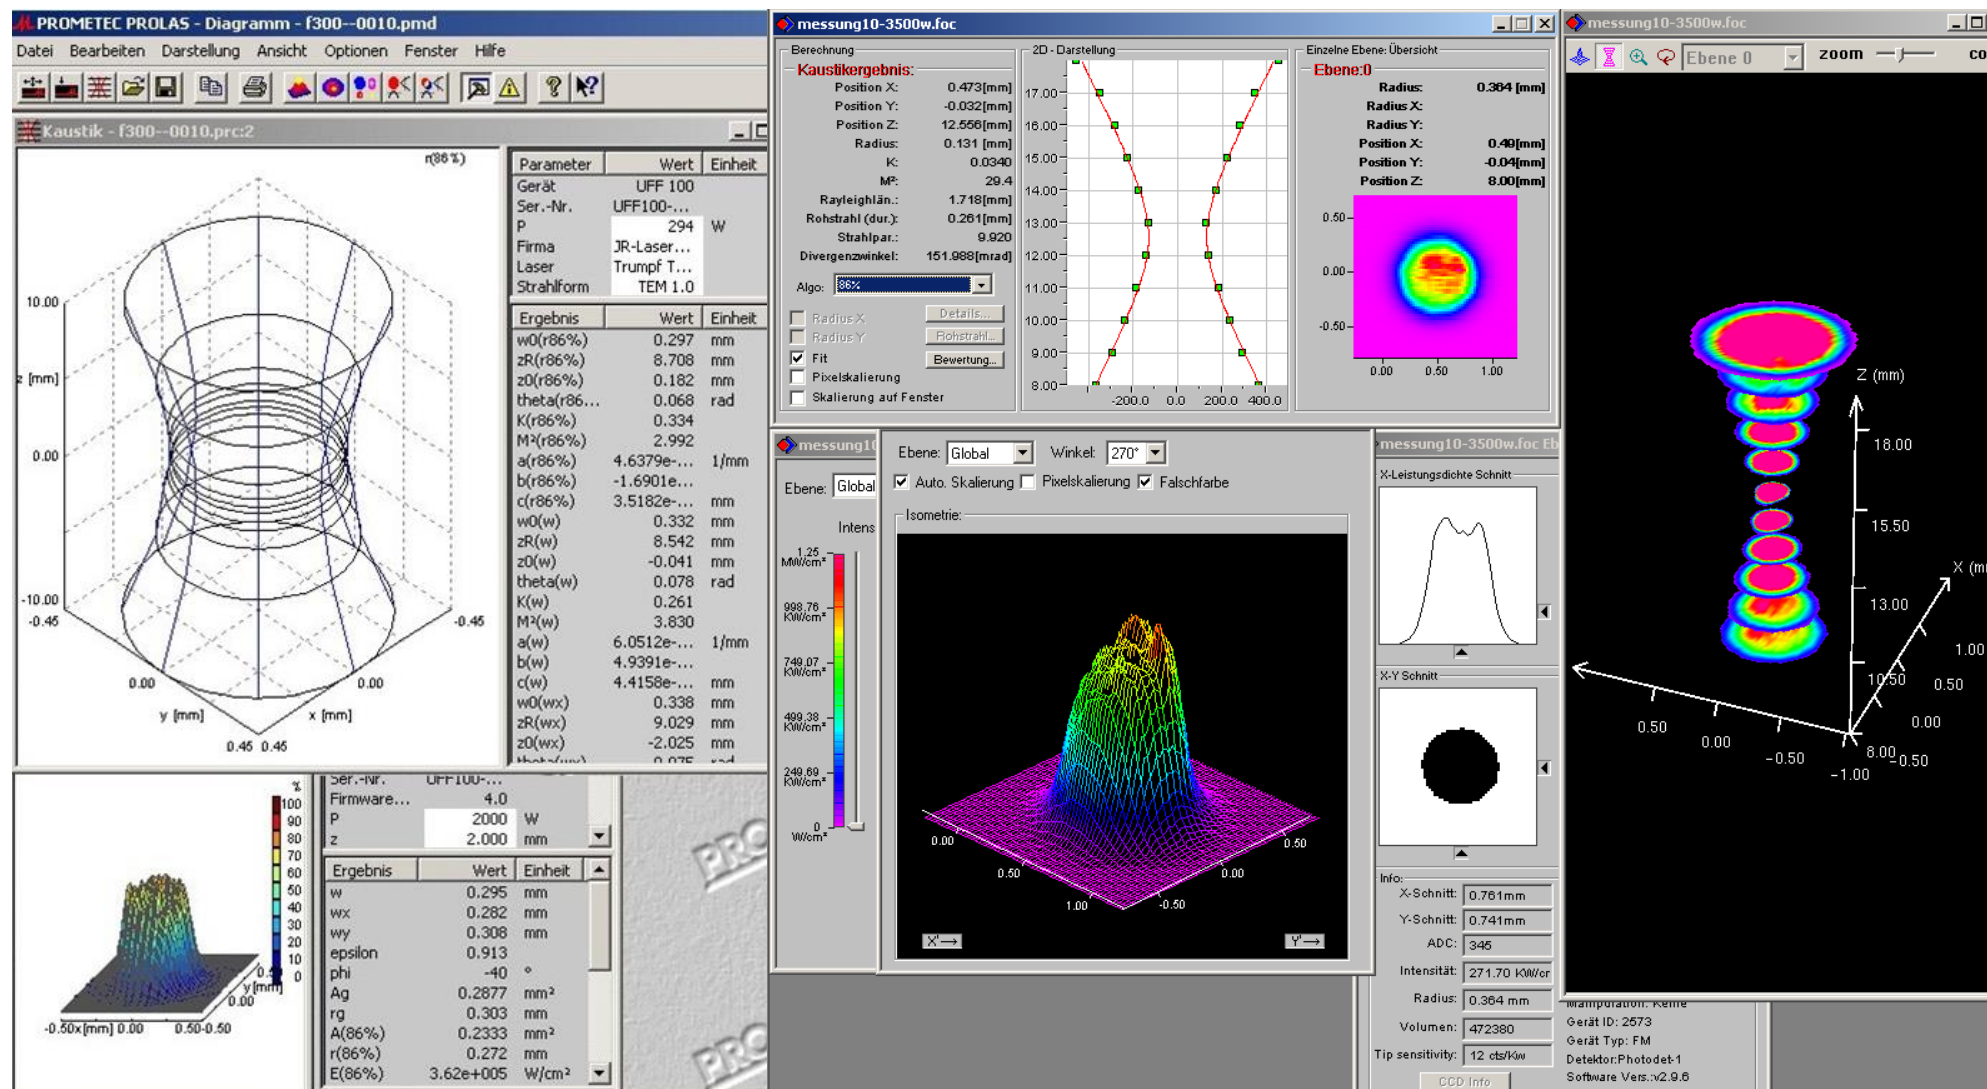 PROMETEC PROLAS - Diagramm - f300--0010.pmd
Datei Bearbeiten Darstellung Ansicht Optionen Fenster Hilfe
Kaustik - f300--0010.prc:2
r(86%)
10.00
z [mm]
0.00
-10.00
-0.45
-0.45
0.00
0.00
y [mm]
x [mm]
0.45 0.45
Parameter Wert Einheit
Gerät UFF 100
Ser.-Nr. UFF100-...
P 294 W
Firma JR-Laser...
Laser Trumpf T...
Strahlform TEM 1.0
Ergebnis Wert Einheit
w0(r86%) 0.297 mm
zR(r86%) 8.708 mm
z0(r86%) 0.182 mm
theta(r86... 0.068 rad
K(r86%) 0.334
M²(r86%) 2.992
a(r86%) 4.6379e-... 1/mm
b(r86%) -1.6901e...
c(r86%) 3.5182e-... mm
w0(w) 0.332 mm
zR(w) 8.542 mm
z0(w) -0.041 mm
theta(w) 0.078 rad
K(w) 0.261
M²(w) 3.830
a(w) 6.0512e-... 1/mm
b(w) 4.9391e-...
c(w) 4.4158e-... mm
w0(wx) 0.338 mm
zR(wx) 9.029 mm
z0(wx) -2.025 mm
theta(wx) 0.075 rad
%
100
90
80
70
60
50
40
30
20
10
0
y[mm]
0.00
-0.50x[mm] 0.00 0.50-0.50
Ser.-Nr. UFF100-...
Firmware... 4.0
P 2000 W
z 2.000 mm
Ergebnis Wert Einheit
w 0.295 mm
wx 0.282 mm
wy 0.308 mm
epsilon 0.913
phi -40 °
Ag 0.2877 mm²
rg 0.303 mm
A(86%) 0.2333 mm²
r(86%) 0.272 mm
E(86%) 3.62e+005 W/cm²
PRO
PRO
messung10-3500w.foc
Berechnung
Kaustikergebnis:
Position X: 0.473[mm]
Position Y: -0.032[mm]
Position Z: 12.556[mm]
Radius: 0.131 [mm]
K: 0.0340
M²: 29.4
Rayleighlän.: 1.718[mm]
Rohstrahl (dur.): 0.261[mm]
Strahlpar.: 9.920
Divergenzwinkel: 151.988[mrad]
Algo: 86%
Radius X Details...
Radius Y Rohstrahl...
Fit Bewertung...
Pixelskalierung
Skalierung auf Fenster
2D - Darstellung
17.00
16.00
15.00
14.00
13.00
12.00
11.00
10.00
9.00
8.00
-200.0 0.0 200.0 400.0
Einzelne Ebene: Übersicht
Ebene:0
Radius: 0.364 [mm]
Radius X:
Radius Y:
Position X: 0.49[mm]
Position Y: -0.04[mm]
Position Z: 8.00[mm]
0.50
0.00
-0.50
0.00 0.50 1.00
messung10
Ebene: Global
Intens
1.25
MW/cm²
998.76
KW/cm²
749.07
KW/cm²
499.38
KW/cm²
249.69
KW/cm²
0
W/cm²
Ebene: Global Winkel: 270°
Auto. Skalierung Pixelskalierung Falschfarbe
Isometrie:
0.00
0.50
1.00
0.50
0.00
-0.50
X'→
Y'→
messung10-3500w.foc Eb
X-Leistungsdichte Schnitt
X-Y Schnitt
Info:
X-Schnitt: 0.761mm
Y-Schnitt: 0.741mm
ADC: 345
Intensität: 271.70 KW/cr
Radius: 0.364 mm
Volumen: 472380
Tip sensitivity: 12 cts/Kw
CCD Info
Manipulation: Keine
Gerät ID: 2573
Gerät Typ: FM
Detektor:Photodet-1
Software Vers.:v2.9.6
messung10-3500w.foc
Ebene 0 zoom co
Z (mm)
18.00
15.50
X (m
13.00
1.00
10.50
0.50
0.50
0.00
0.00
-0.50
8.00
-0.50
-1.00